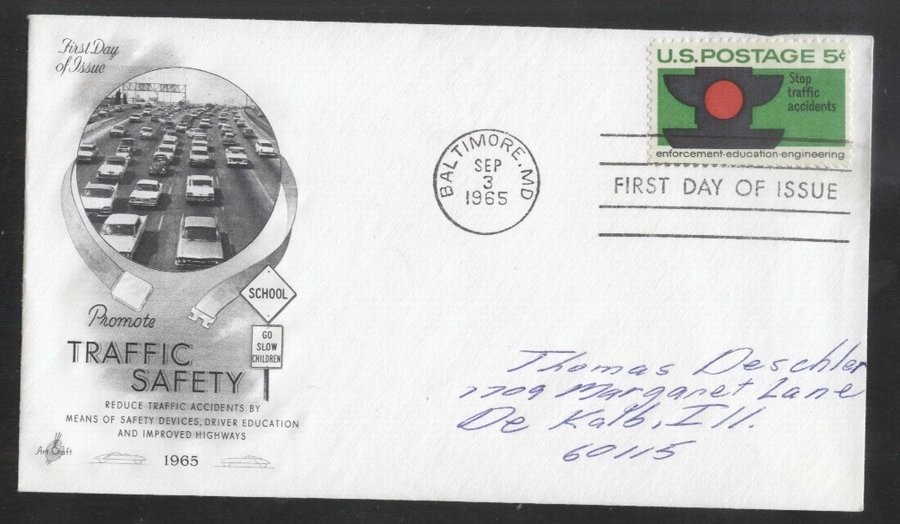 First Day
of Issue
U.S. POSTAGE 5¢
Stop
traffic
accidents
enforcement·education·engineering
BALTIMORE, MD
SEP
3
1965
FIRST DAY OF ISSUE
SCHOOL
GO
SLOW
CHILDREN
Promote
TRAFFIC
SAFETY
REDUCE TRAFFIC ACCIDENTS BY
MEANS OF SAFETY DEVICES, DRIVER EDUCATION
AND IMPROVED HIGHWAYS
Art Craft
1965
Thomas Deschler
Margaret Lane
De Kalb, Ill.
60115